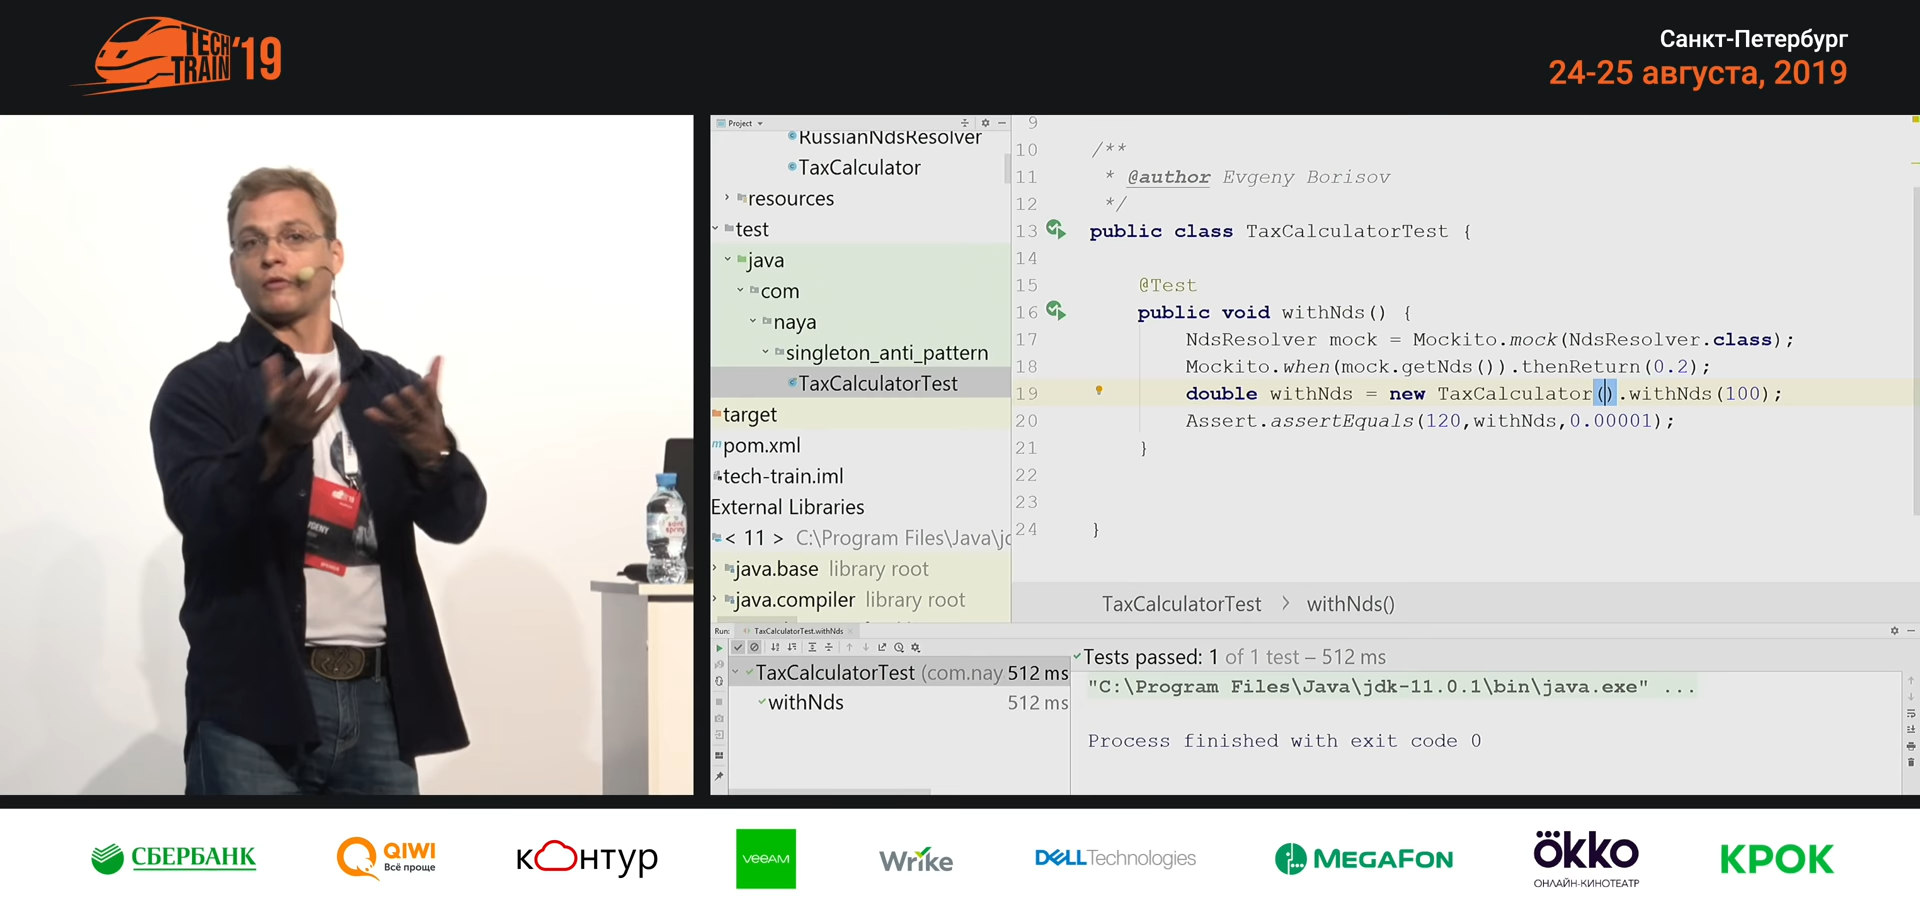 TECH TRAIN '19
Санкт-Петербург
24-25 августа, 2019
Project
RussianNdsResolver
TaxCalculator
resources
test
java
com
naya
singleton_anti_pattern
TaxCalculatorTest
target
pom.xml
tech-train.iml
External Libraries
< 11 > C:\Program Files\Java\jd
java.base library root
java.compiler library root
9
10 /**
11 * @author Evgeny Borisov
12 */
13 public class TaxCalculatorTest {
14
15 @Test
16 public void withNds() {
17 NdsResolver mock = Mockito.mock(NdsResolver.class);
18 Mockito.when(mock.getNds()).thenReturn(0.2);
19 double withNds = new TaxCalculator().withNds(100);
20 Assert.assertEquals(120,withNds,0.00001);
21 }
22
23
24 }
TaxCalculatorTest > withNds()
Run: TaxCalculatorTest.withNds
TaxCalculatorTest (com.nay 512 ms
withNds 512 ms
Tests passed: 1 of 1 test – 512 ms
"C:\Program Files\Java\jdk-11.0.1\bin\java.exe" ...
Process finished with exit code 0
СБЕРБАНК
QIWI
Всё проще
контур
VEEAM
Wrike
DELL Technologies
MEGAFON
ökko
ОНЛАЙН-КИНОТЕАТР
КРОК